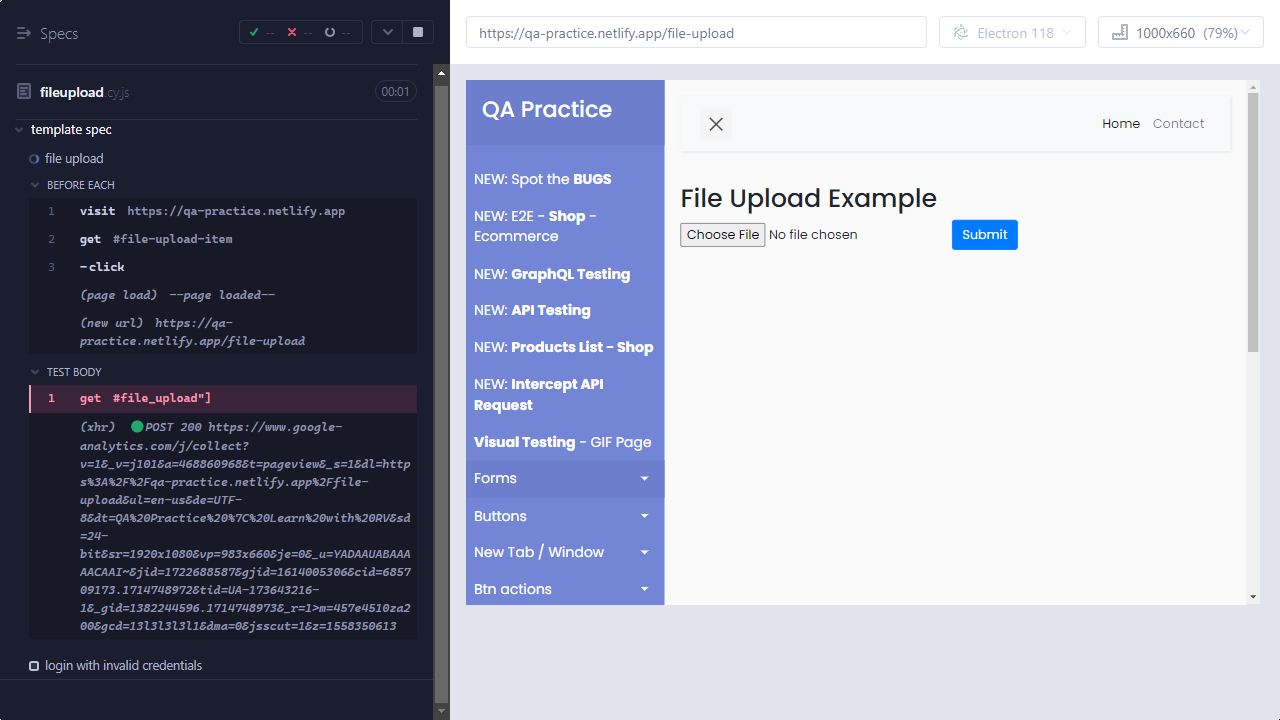 Specs
-- -- --
fileupload.cy.js
00:01
template spec
file upload
BEFORE EACH
1 visit https://qa-practice.netlify.app
2 get #file-upload-item
3 -click
(page load) --page loaded--
(new url) https://qa-
practice.netlify.app/file-upload
TEST BODY
1 get #file_upload"]
(xhr) POST 200 https://www.google-
analytics.com/j/collect?
v=1&_v=j101&a=468860968&t=pageview&_s=1&dl=http
s%3A%2F%2Fqa-practice.netlify.app%2Ffile-
upload&ul=en-us&de=UTF-
8&dt=QA%20Practice%20%7C%20Learn%20with%20RV&sd
=24-
bit&sr=1920x1080&vp=983x660&je=0&_u=YADAAUABAAA
AACAAI~&jid=1722688587&gjid=1614005306&cid=6857
09173.1714748972&tid=UA-173643216-
1&_gid=1382244596.1714748973&_r=1>m=457e4510za2
00&gcd=13l3l3l3l1&dma=0&jsscut=1&z=1558350613
login with invalid credentials
https://qa-practice.netlify.app/file-upload
Electron 118
1000x660 (79%)
QA Practice
NEW: Spot the BUGS
NEW: E2E - Shop -
Ecommerce
NEW: GraphQL Testing
NEW: API Testing
NEW: Products List - Shop
NEW: Intercept API
Request
Visual Testing - GIF Page
Forms
Buttons
New Tab / Window
Btn actions
Home Contact
File Upload Example
Choose File No file chosen
Submit